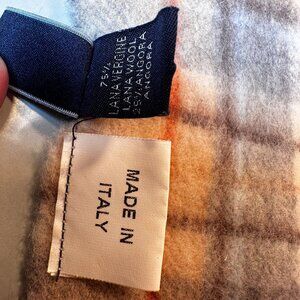 75%
LANA VERGINE
LANA WOOL
25% ANGORA
ANGORA
MADE IN
ITALY